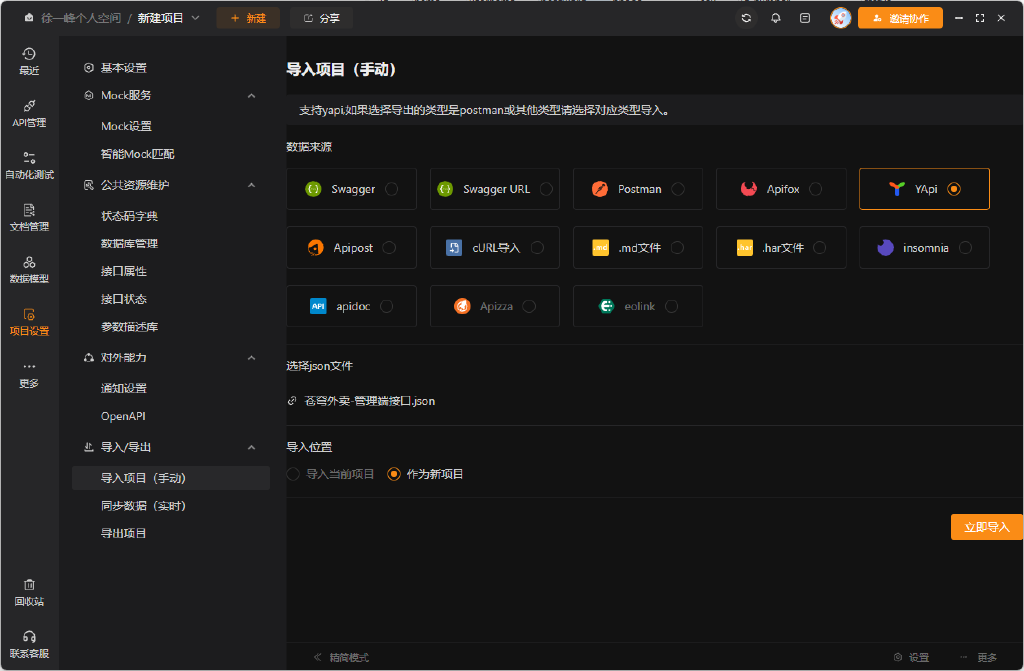 徐一峰个人空间 / 新建项目
+ 新建
分享
邀请协作
最近
API管理
自动化测试
文档管理
数据模型
项目设置
更多
回收站
联系客服
基本设置
Mock服务
Mock设置
智能Mock匹配
公共资源维护
状态码字典
数据库管理
接口属性
接口状态
参数描述库
对外能力
通知设置
OpenAPI
导入/导出
导入项目（手动）
同步数据（实时）
导出项目
导入项目（手动）
支持yapi,如果选择导出的类型是postman或其他类型请选择对应类型导入。
数据来源
Swagger
Swagger URL
Postman
Apifox
YApi
Apipost
cURL导入
.md .md文件
.har .har文件
insomnia
API apidoc
Apizza
eolink
选择json文件
苍穹外卖-管理端接口.json
导入位置
导入当前项目
作为新项目
立即导入
精简模式
设置
更多